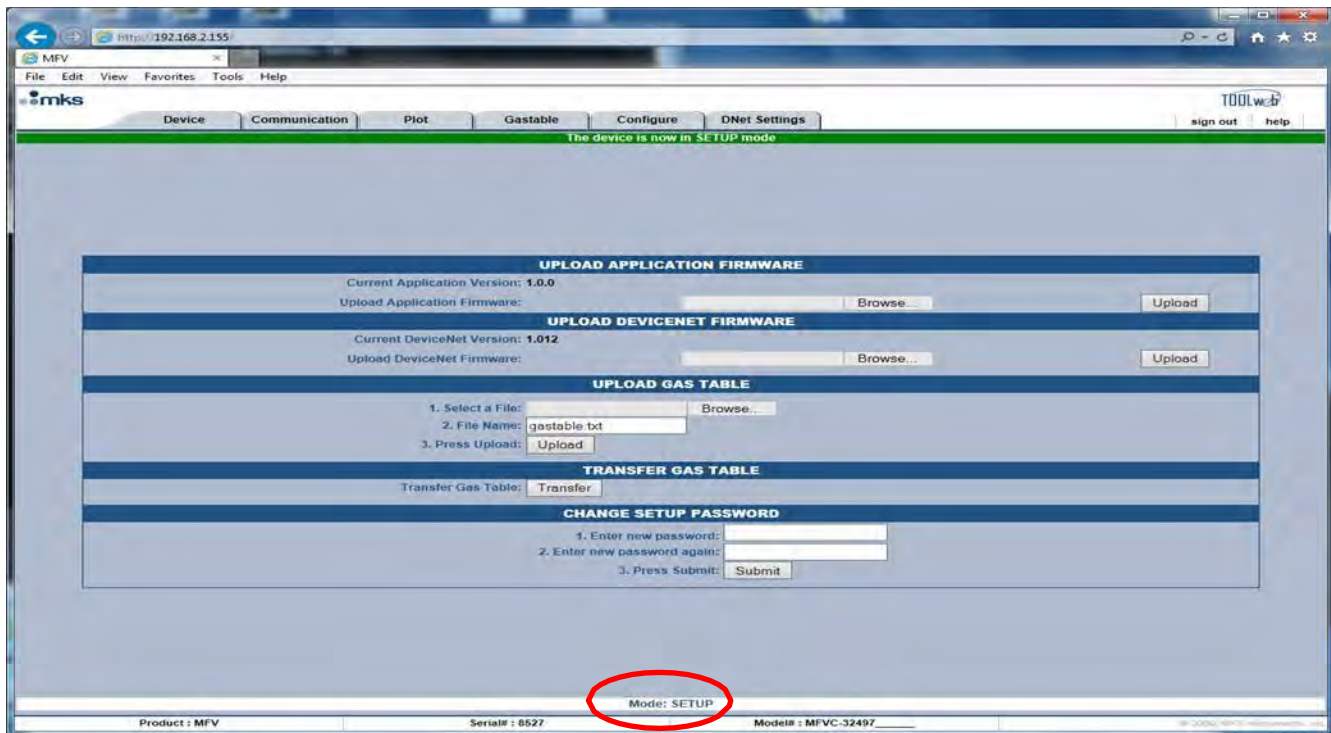 http://192.168.2.155
MFV
File Edit View Favorites Tools Help
mks
TOOLweb
Device Communication Plot Gastable Configure DNet Settings
sign out help
The device is now in SETUP mode
UPLOAD APPLICATION FIRMWARE
Current Application Version: 1.0.0
Upload Application Firmware: Browse... Upload
UPLOAD DEVICENET FIRMWARE
Current DeviceNet Version: 1.012
Upload DeviceNet Firmware: Browse... Upload
UPLOAD GAS TABLE
1. Select a File: Browse...
2. File Name: gastable.txt
3. Press Upload: Upload
TRANSFER GAS TABLE
Transfer Gas Table: Transfer
CHANGE SETUP PASSWORD
1. Enter new password:
2. Enter new password again:
3. Press Submit: Submit
Mode: SETUP
Product : MFV Serial# : 8527 Model# : MFVC-32497______